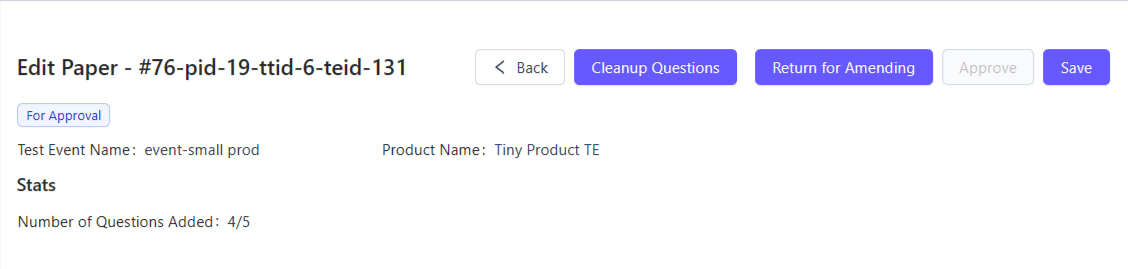 Edit Paper - #76-pid-19-ttid-6-teid-131 Back Cleanup Questions Return for Amending Approve Save
For Approval
Test Event Name: event-small prod Product Name: Tiny Product TE
Stats
Number of Questions Added: 4/5